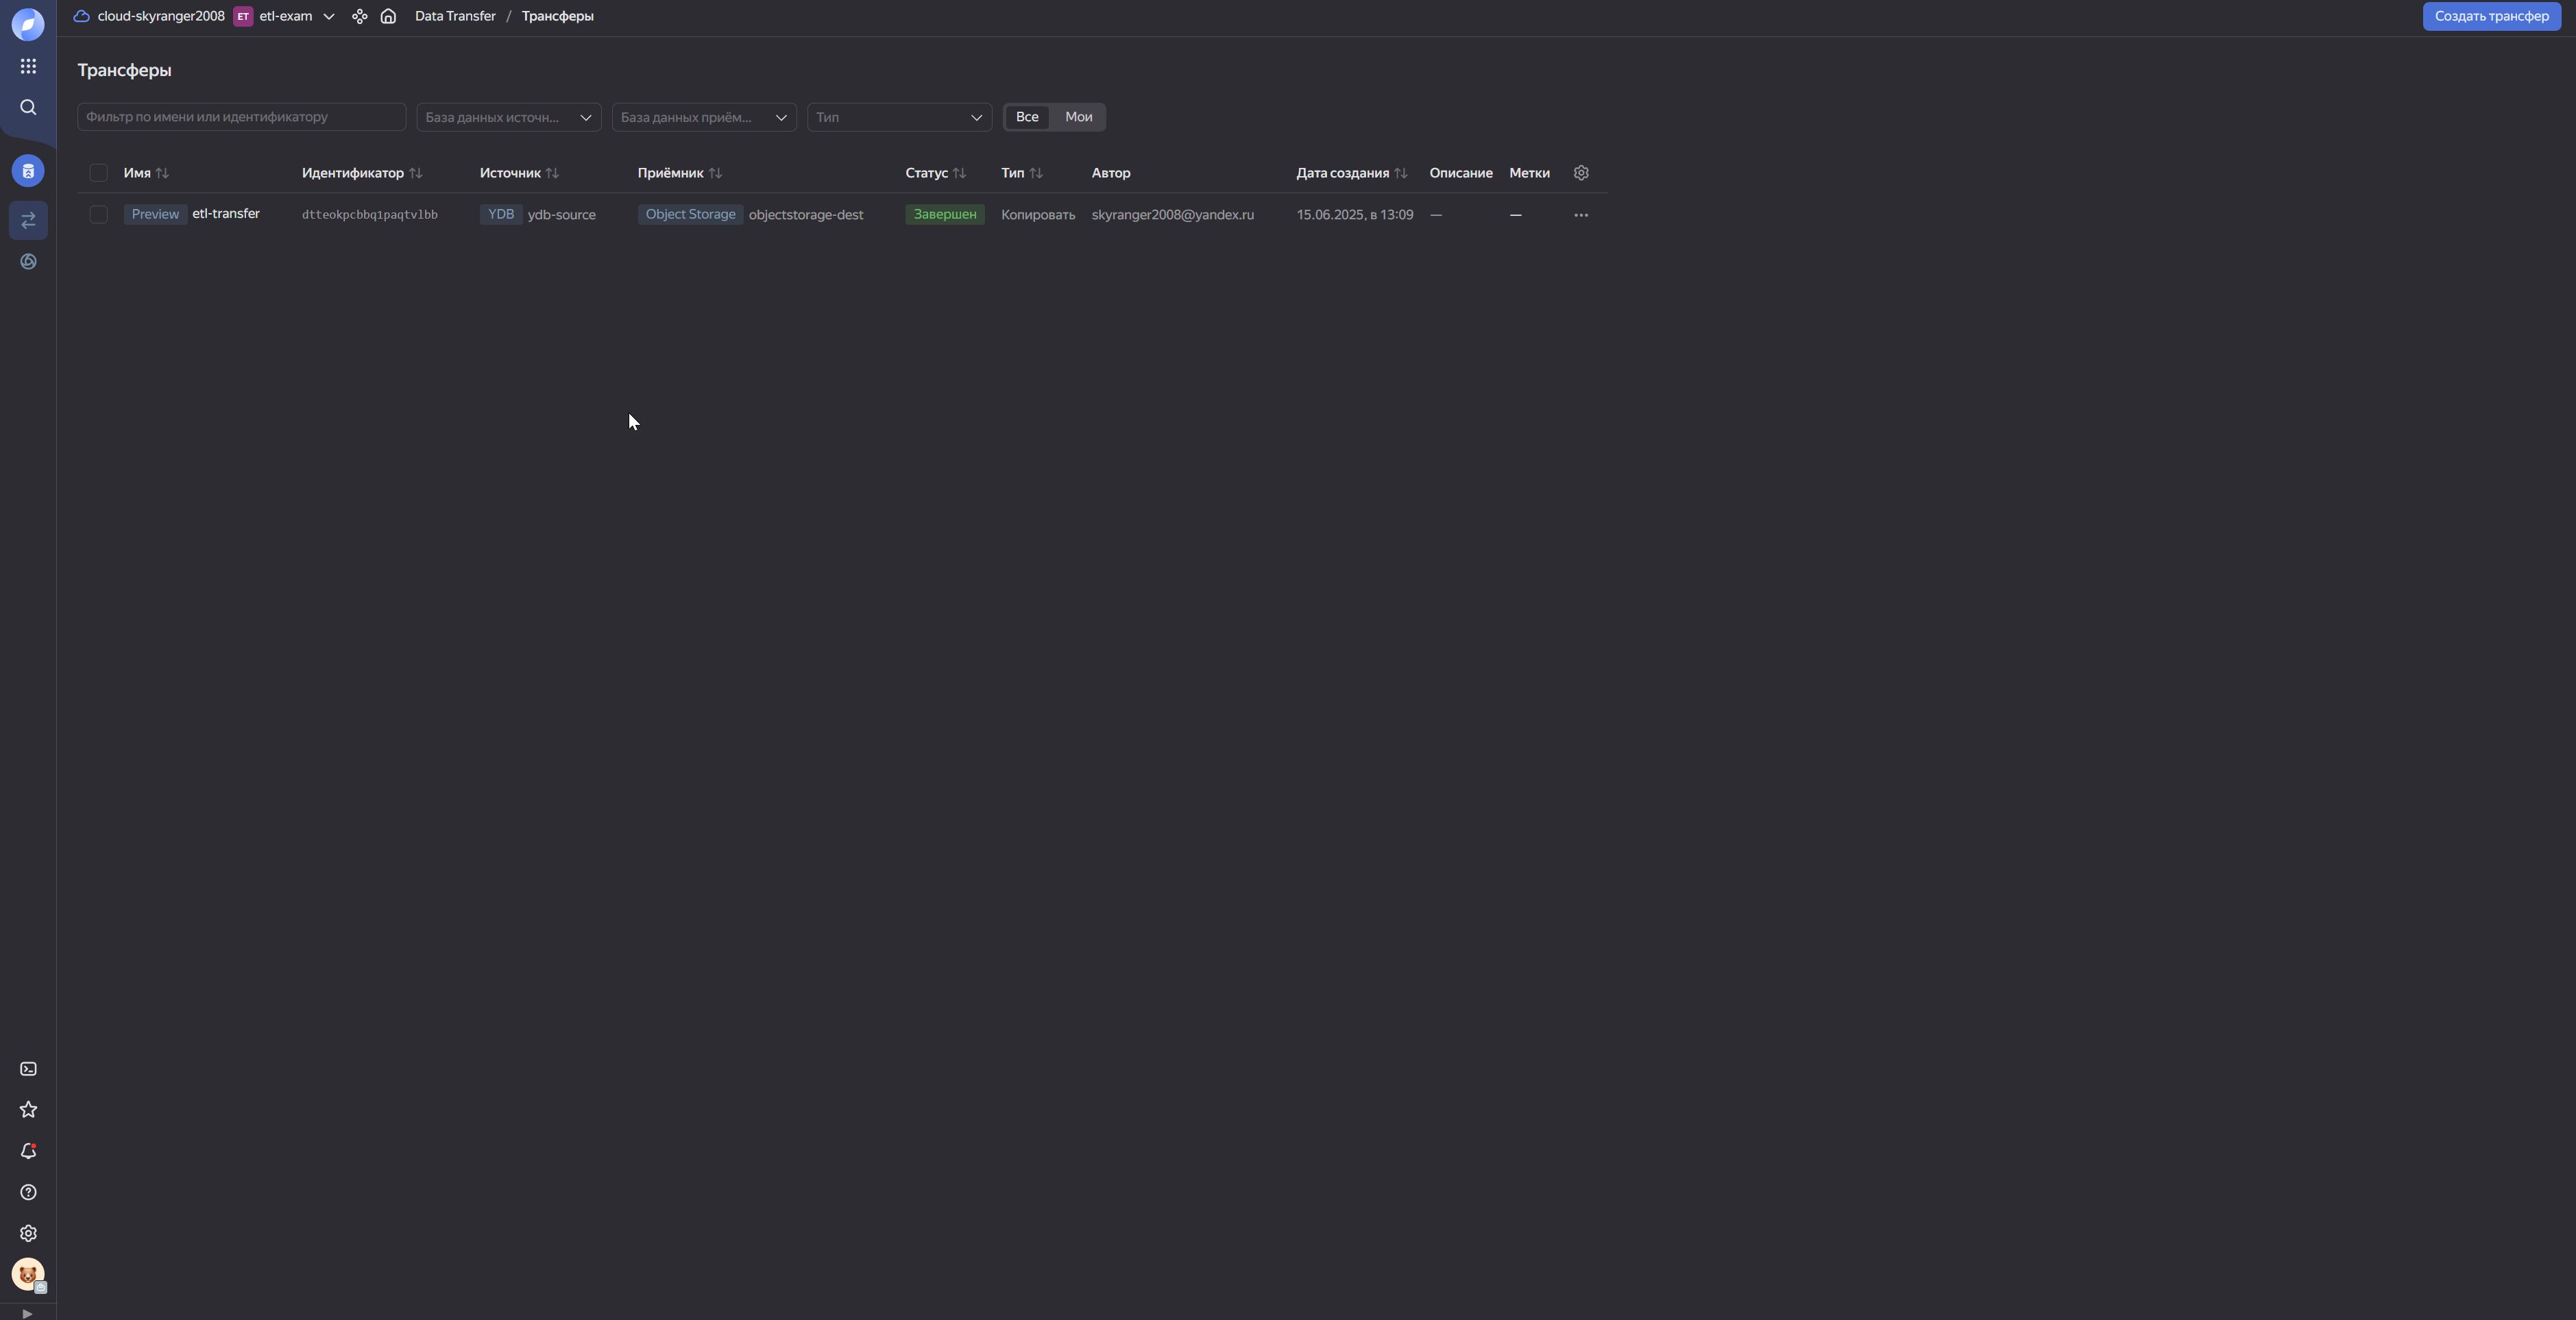 cloud-skyranger2008 ET etl-exam Data Transfer / Трансферы Создать трансфер
Трансферы
Фильтр по имени или идентификатору База данных источн... База данных приём... Тип Все Мои
Имя Идентификатор Источник Приёмник Статус Тип Автор Дата создания Описание Метки
Preview etl-transfer dtteokpcbbq1paqtvlbb YDB ydb-source Object Storage objectstorage-dest Завершен Копировать skyranger2008@yandex.ru 15.06.2025, в 13:09 — —